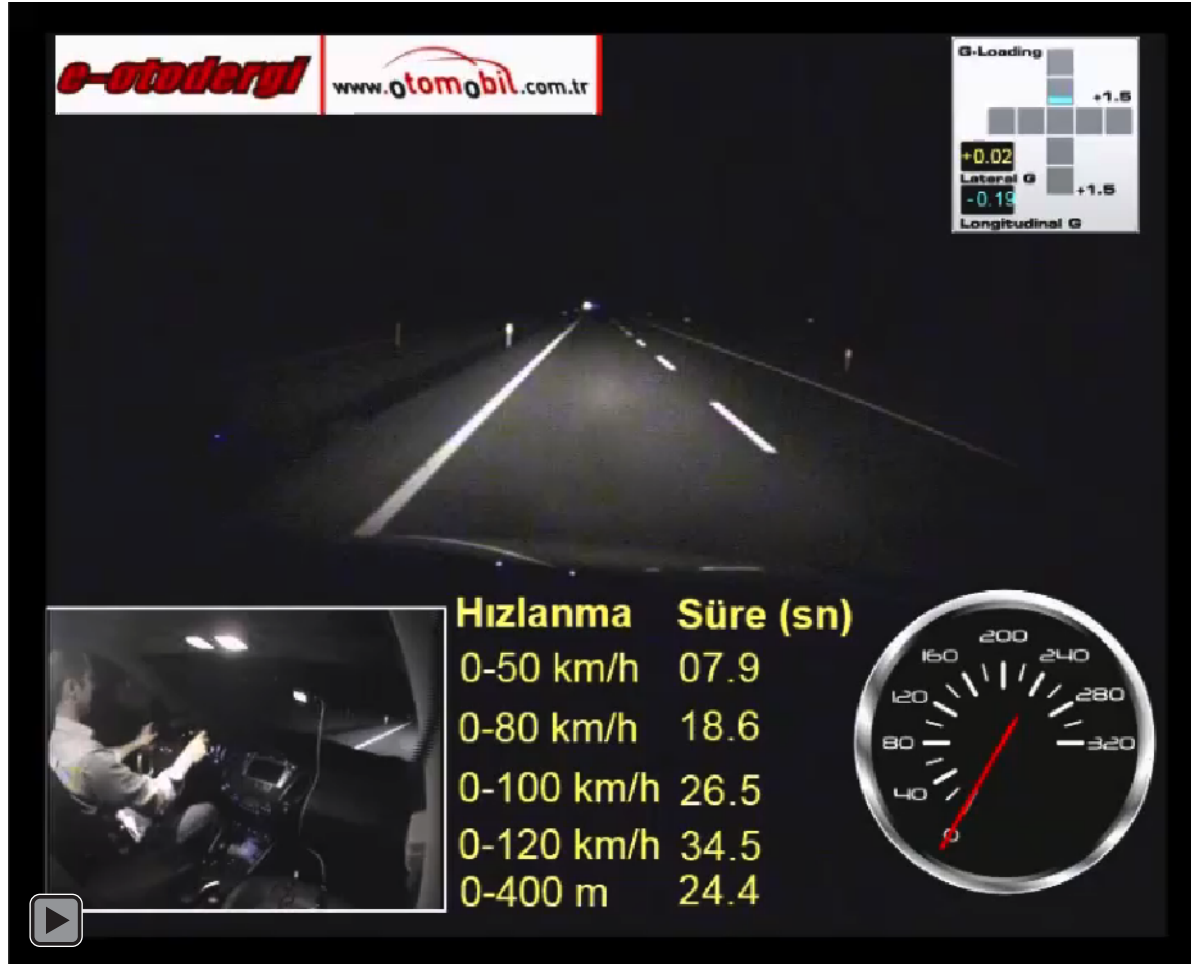 e-otodergi
www.otomobil.com.tr
G-Loading
+1.5
+0.02
Lateral G
+1.5
-0.19
Longitudinal G
Hızlanma Süre (sn)
0-50 km/h 07.9
0-80 km/h 18.6
0-100 km/h 26.5
0-120 km/h 34.5
0-400 m 24.4
200
160 240
120 280
80 320
40
0